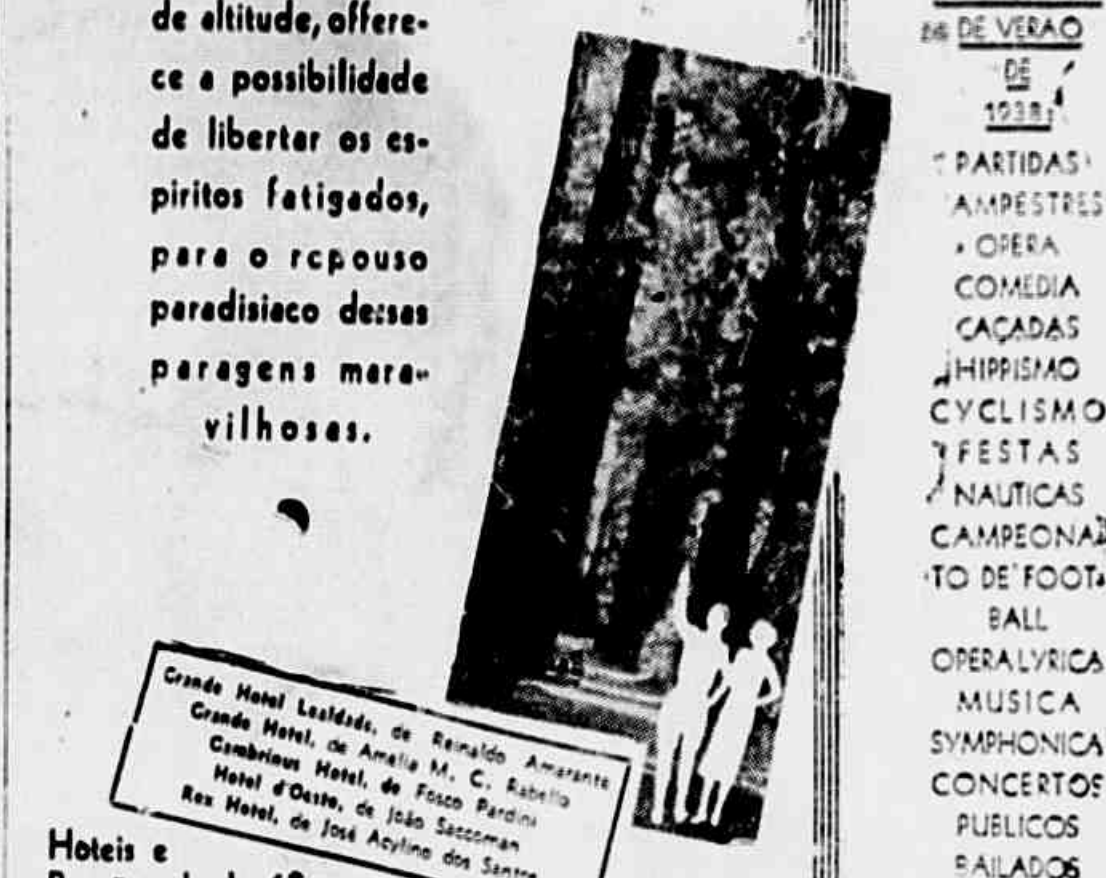 de altitude, offere-
ce a possibilidade
de libertar os es-
piritos fatigados,
para o repouso
paradisiaco dessas
paragens mara-
vilhosas.
Grande Hotel Lealdade, de Reinaldo Amarante
Grande Hotel, de Amelia M. C. Rabello
Cambrinus Hotel, de Fosco Pardini
Hotel d'Oeste, de João Saccoman
Rex Hotel, de José Acylino dos Santos
Hoteis e
DE VERAO
DE
1938
PARTIDAS
AMPESTRES
OPERA
COMEDIA
CAÇADAS
HIPPISMO
CYCLISMO
FESTAS
NAUTICAS
CAMPEONA
TO DE FOOT
BALL
OPERA LYRICA
MUSICA
SYMPHONICA
CONCERTOS
PUBLICOS
BAILADOS